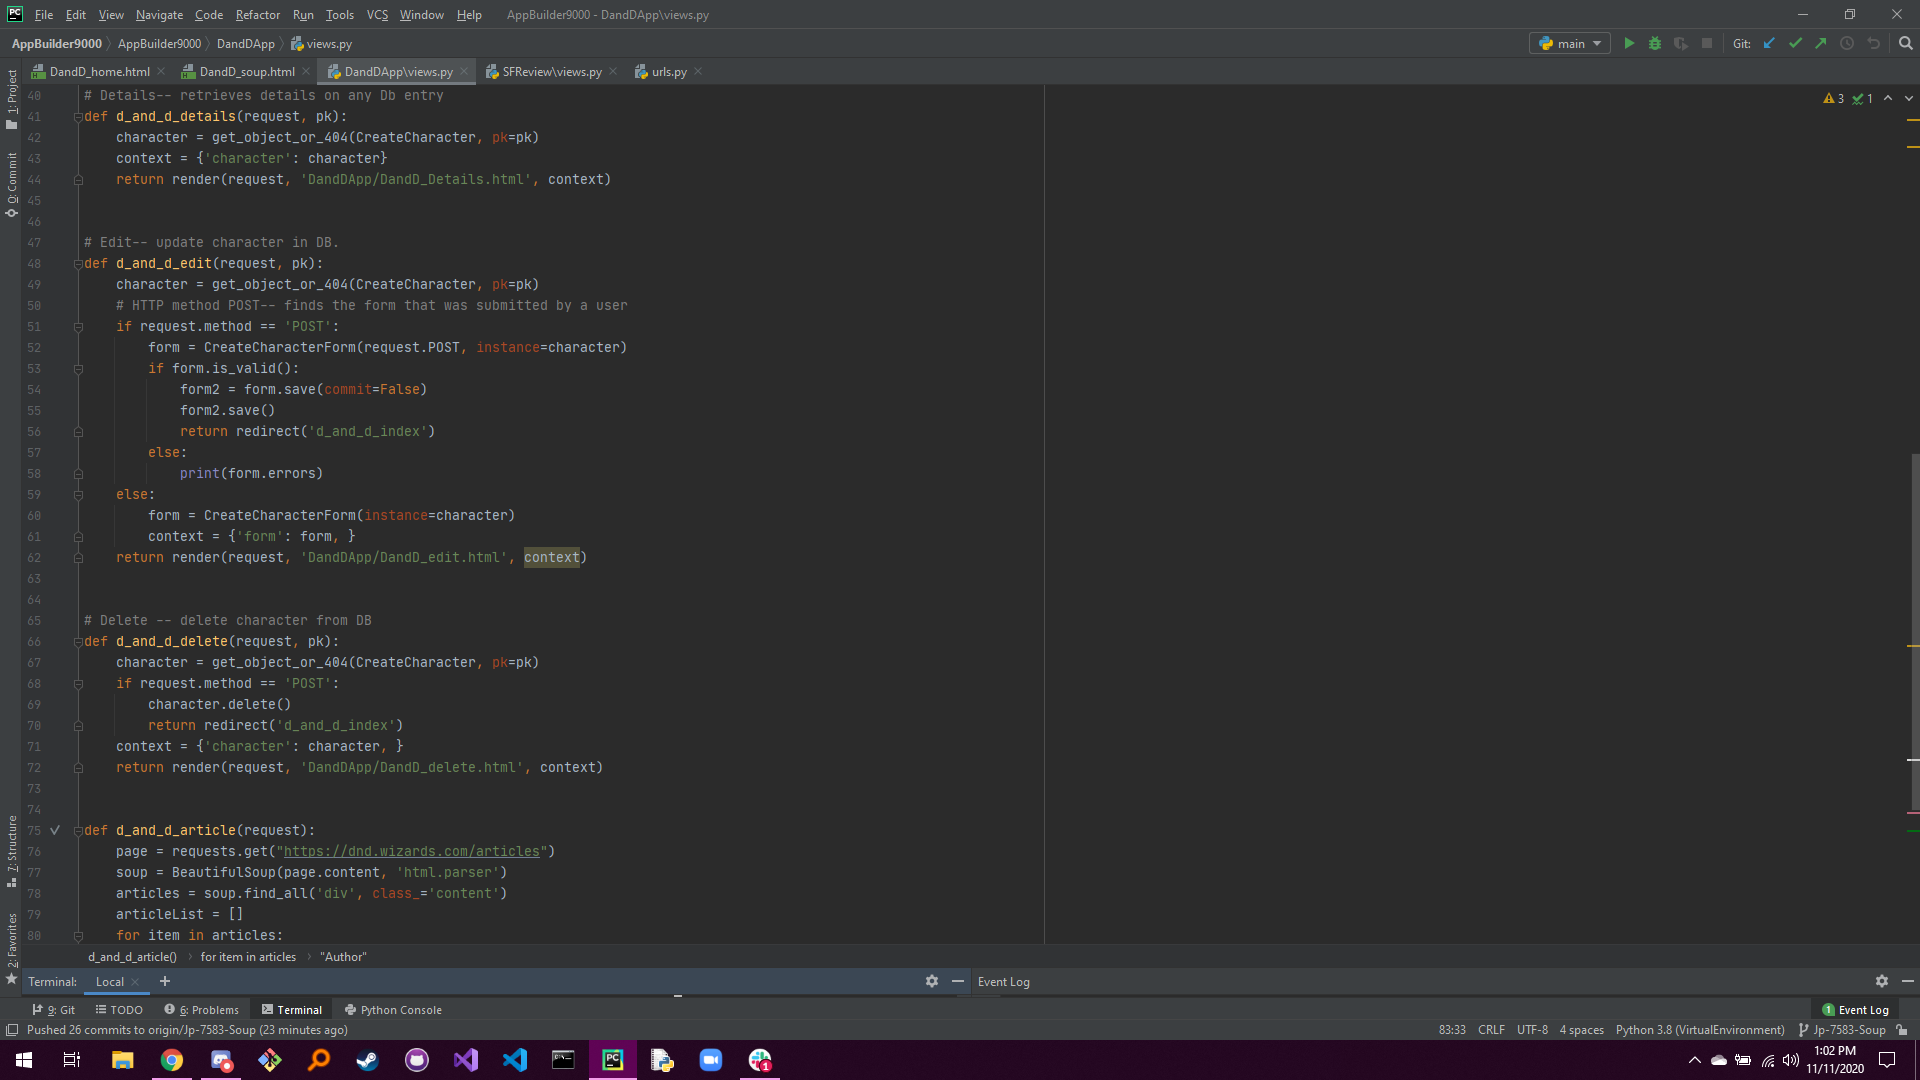 PC File Edit View Navigate Code Refactor Run Tools VCS Window Help AppBuilder9000 - DandDApp\views.py
AppBuilder9000 AppBuilder9000 DandDApp views.py main Git:
DandD_home.html DandD_soup.html DandDApp\views.py SFReview\views.py urls.py
1: Project
0: Commit
7: Structure
2: Favorites
3 1
40 # Details-- retrieves details on any Db entry
41 def d_and_d_details(request, pk):
42 character = get_object_or_404(CreateCharacter, pk=pk)
43 context = {'character': character}
44 return render(request, 'DandDApp/DandD_Details.html', context)
45
46
47 # Edit-- update character in DB.
48 def d_and_d_edit(request, pk):
49 character = get_object_or_404(CreateCharacter, pk=pk)
50 # HTTP method POST-- finds the form that was submitted by a user
51 if request.method == 'POST':
52 form = CreateCharacterForm(request.POST, instance=character)
53 if form.is_valid():
54 form2 = form.save(commit=False)
55 form2.save()
56 return redirect('d_and_d_index')
57 else:
58 print(form.errors)
59 else:
60 form = CreateCharacterForm(instance=character)
61 context = {'form': form, }
62 return render(request, 'DandDApp/DandD_edit.html', context)
63
64
65 # Delete -- delete character from DB
66 def d_and_d_delete(request, pk):
67 character = get_object_or_404(CreateCharacter, pk=pk)
68 if request.method == 'POST':
69 character.delete()
70 return redirect('d_and_d_index')
71 context = {'character': character, }
72 return render(request, 'DandDApp/DandD_delete.html', context)
73
74
75 def d_and_d_article(request):
76 page = requests.get("https://dnd.wizards.com/articles")
77 soup = BeautifulSoup(page.content, 'html.parser')
78 articles = soup.find_all('div', class_='content')
79 articleList = []
80 for item in articles:
d_and_d_article() for item in articles "Author"
Terminal: Local + Event Log
9: Git TODO 6: Problems Terminal Python Console 1 Event Log
Pushed 26 commits to origin/Jp-7583-Soup (23 minutes ago) 83:33 CRLF UTF-8 4 spaces Python 3.8 (VirtualEnvironment) Jp-7583-Soup
PC 1 1:02 PM
11/11/2020